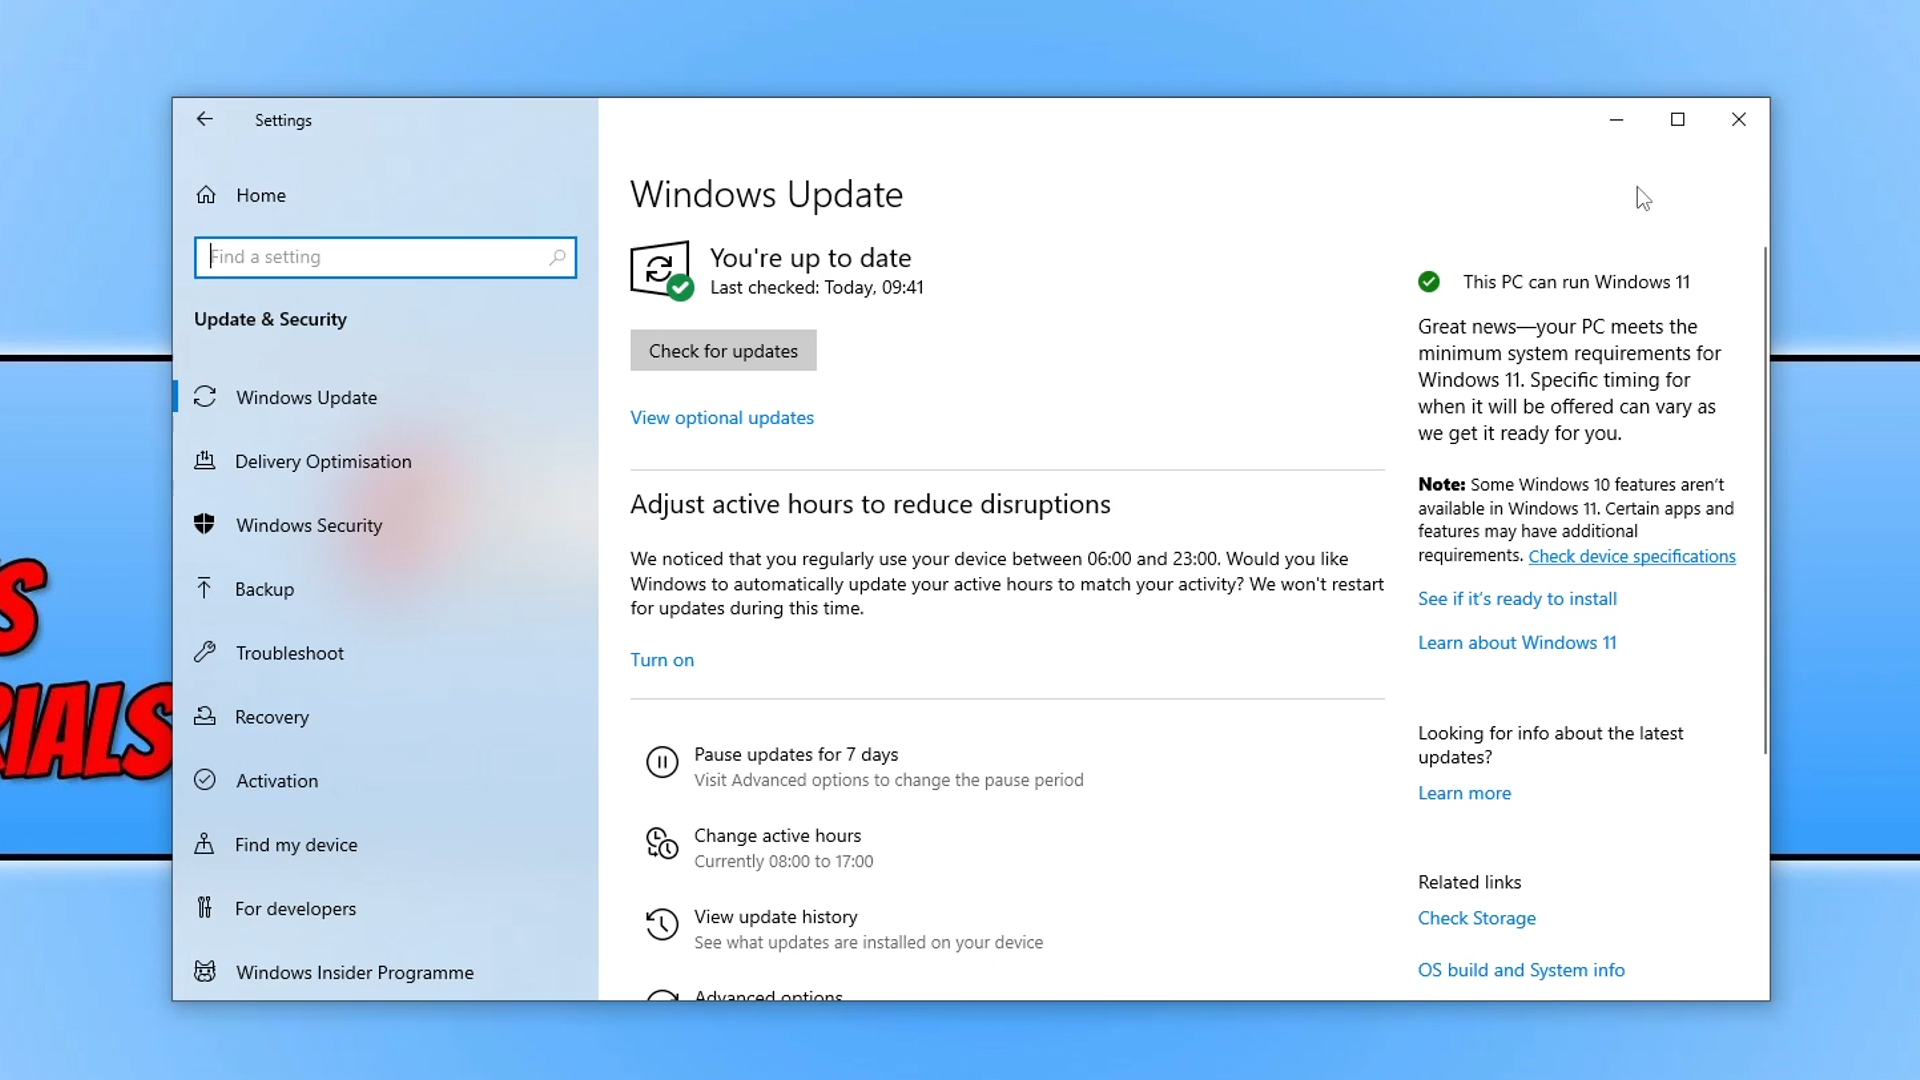 Settings
Home
Find a setting
Update & Security
Windows Update
Delivery Optimisation
Windows Security
Backup
Troubleshoot
Recovery
Activation
Find my device
For developers
Windows Insider Programme
Windows Update
You're up to date
Last checked: Today, 09:41
Check for updates
View optional updates
Adjust active hours to reduce disruptions
We noticed that you regularly use your device between 06:00 and 23:00. Would you like
Windows to automatically update your active hours to match your activity? We won't restart
for updates during this time.
Turn on
Pause updates for 7 days
Visit Advanced options to change the pause period
Change active hours
Currently 08:00 to 17:00
View update history
See what updates are installed on your device
Advanced options
This PC can run Windows 11
Great news—your PC meets the
minimum system requirements for
Windows 11. Specific timing for
when it will be offered can vary as
we get it ready for you.
Note: Some Windows 10 features aren't
available in Windows 11. Certain apps and
features may have additional
requirements. Check device specifications
See if it's ready to install
Learn about Windows 11
Looking for info about the latest
updates?
Learn more
Related links
Check Storage
OS build and System info
S
RIALS